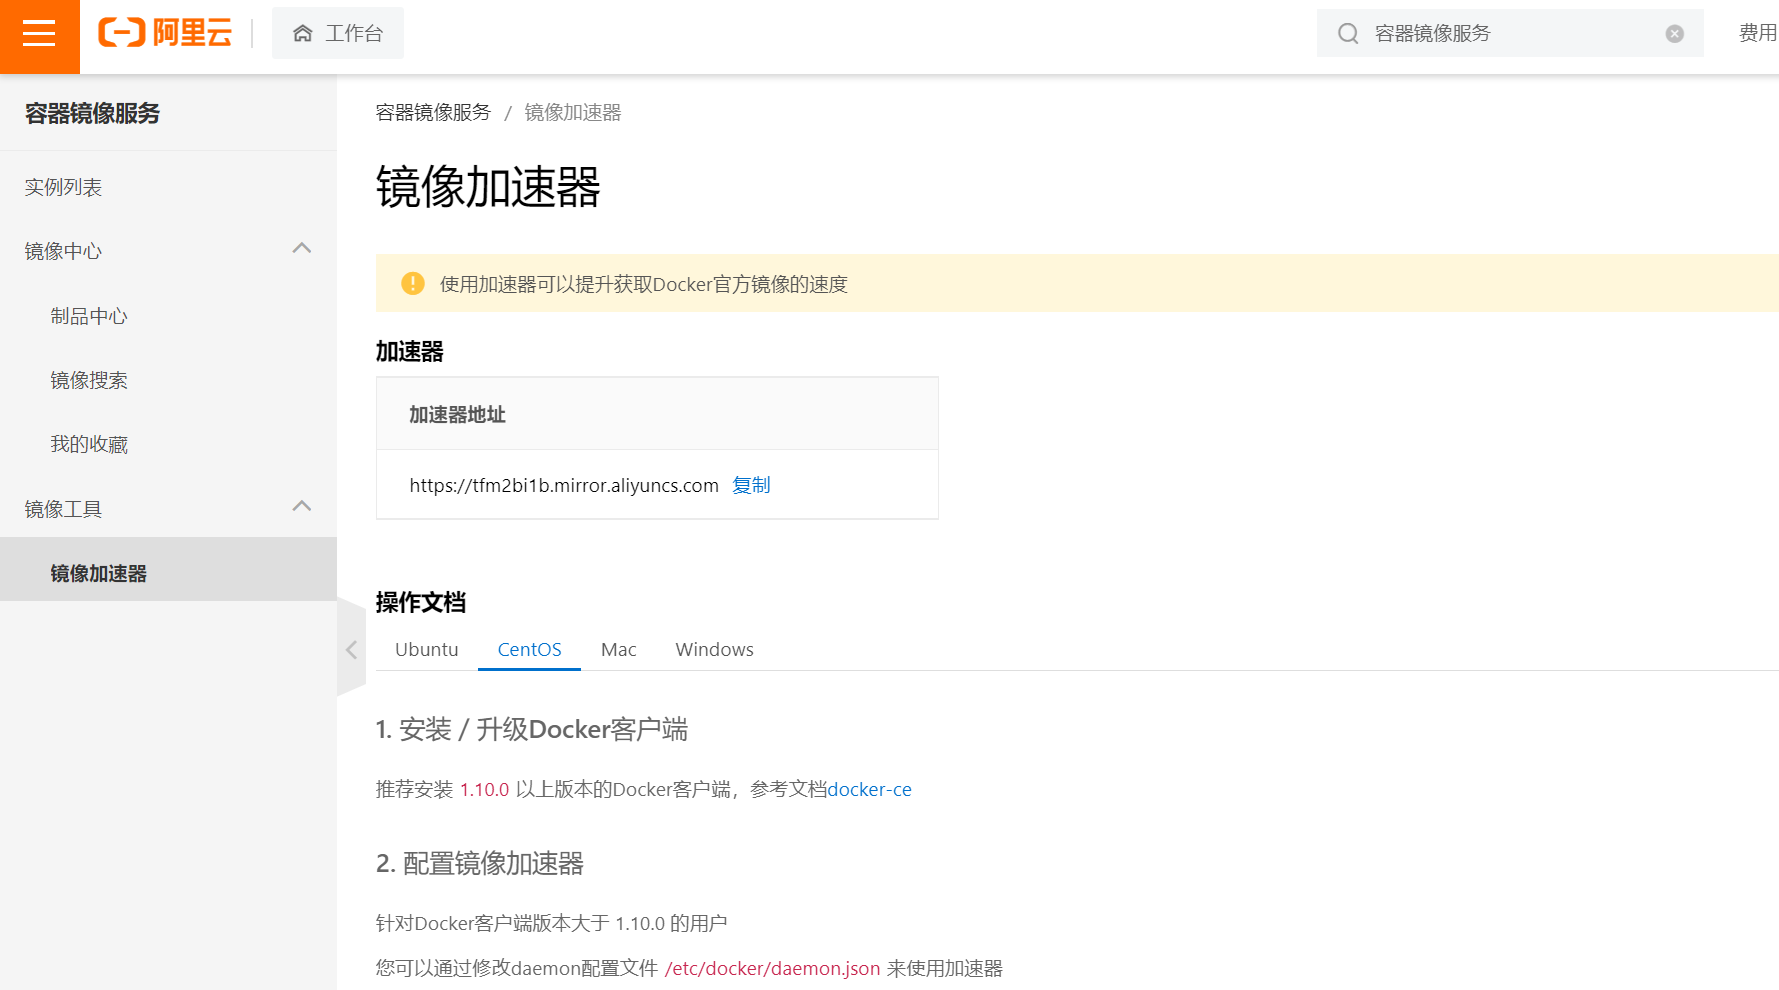 阿里云
工作台
容器镜像服务
费用
容器镜像服务
实例列表
镜像中心
制品中心
镜像搜索
我的收藏
镜像工具
镜像加速器
容器镜像服务 / 镜像加速器
镜像加速器
使用加速器可以提升获取Docker官方镜像的速度
加速器
加速器地址
https://tfm2bi1b.mirror.aliyuncs.com 复制
操作文档
Ubuntu CentOS Mac Windows
1. 安装 / 升级Docker客户端
推荐安装 1.10.0 以上版本的Docker客户端，参考文档docker-ce
2. 配置镜像加速器
针对Docker客户端版本大于 1.10.0 的用户
您可以通过修改daemon配置文件 /etc/docker/daemon.json 来使用加速器